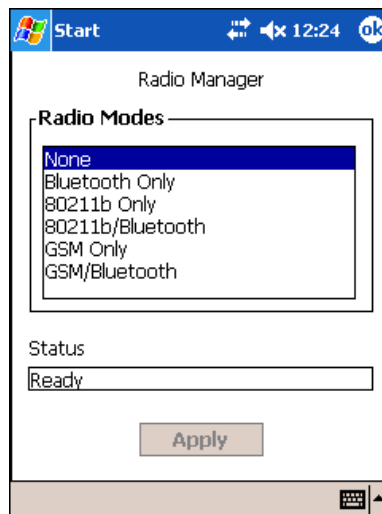 Start 12:24 ok
Radio Manager
Radio Modes
None
Bluetooth Only
80211b Only
80211b/Bluetooth
GSM Only
GSM/Bluetooth
Status
Ready
Apply